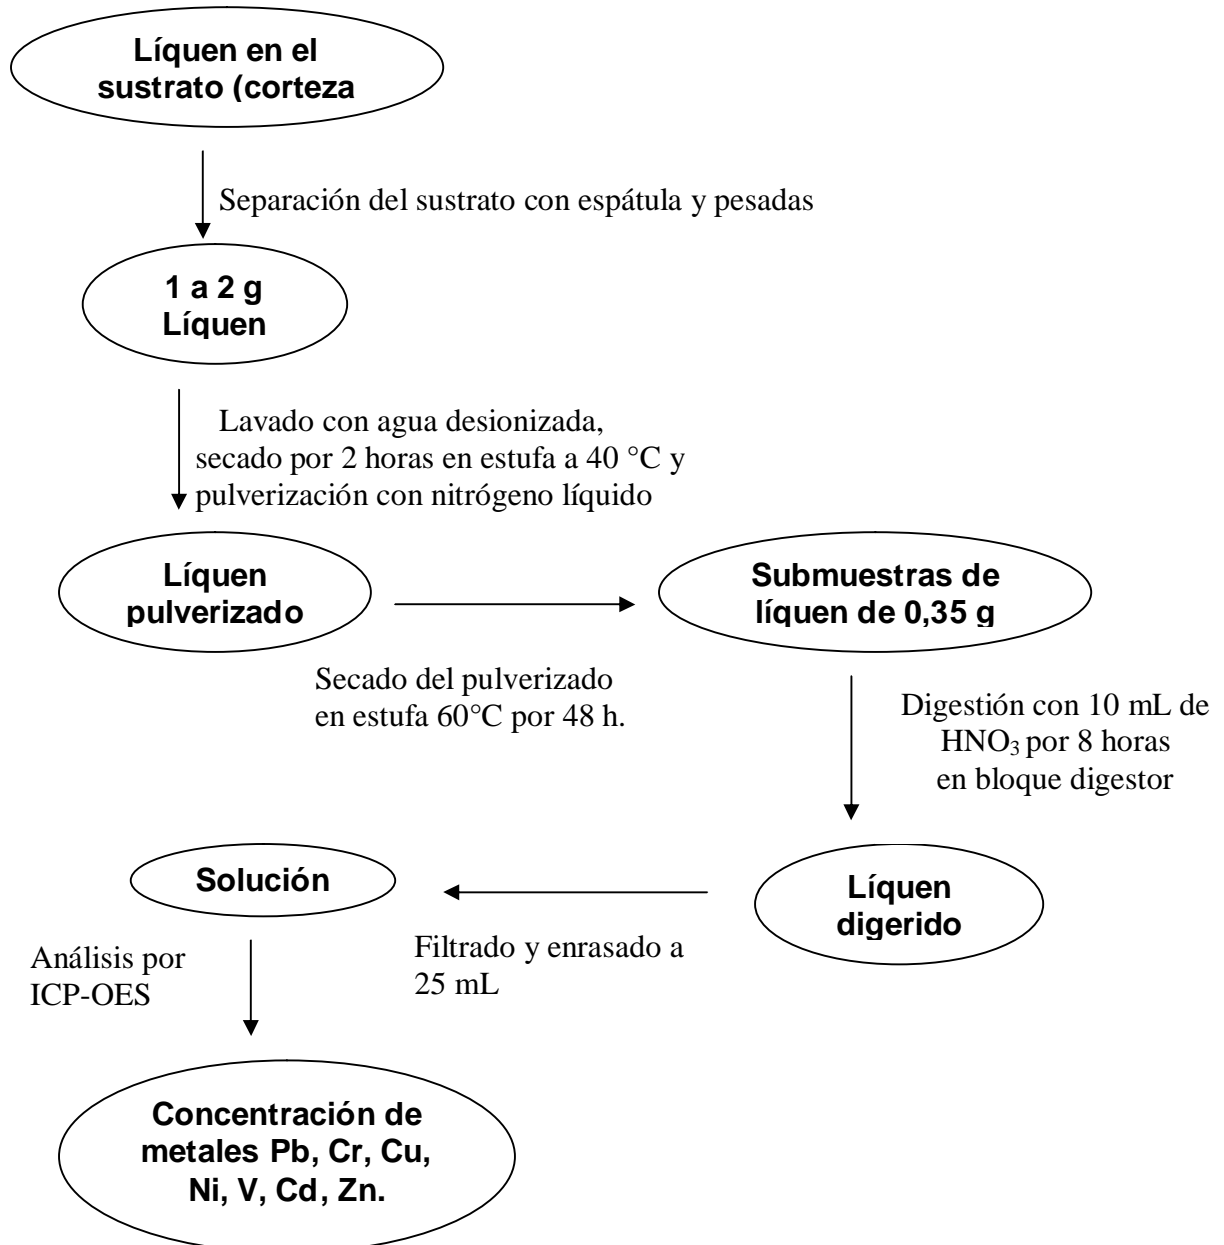 Líquen en el
sustrato (corteza
Separación del sustrato con espátula y pesadas
1 a 2 g
Líquen
Lavado con agua desionizada,
secado por 2 horas en estufa a 40 °C y
pulverización con nitrógeno líquido
Líquen
pulverizado
Submuestras de
líquen de 0,35 g
Secado del pulverizado
en estufa 60°C por 48 h.
Digestión con 10 mL de
HNO₃ por 8 horas
en bloque digestor
Líquen
digerido
Solución
Filtrado y enrasado a
25 mL
Análisis por
ICP-OES
Concentración de
metales Pb, Cr, Cu,
Ni, V, Cd, Zn.